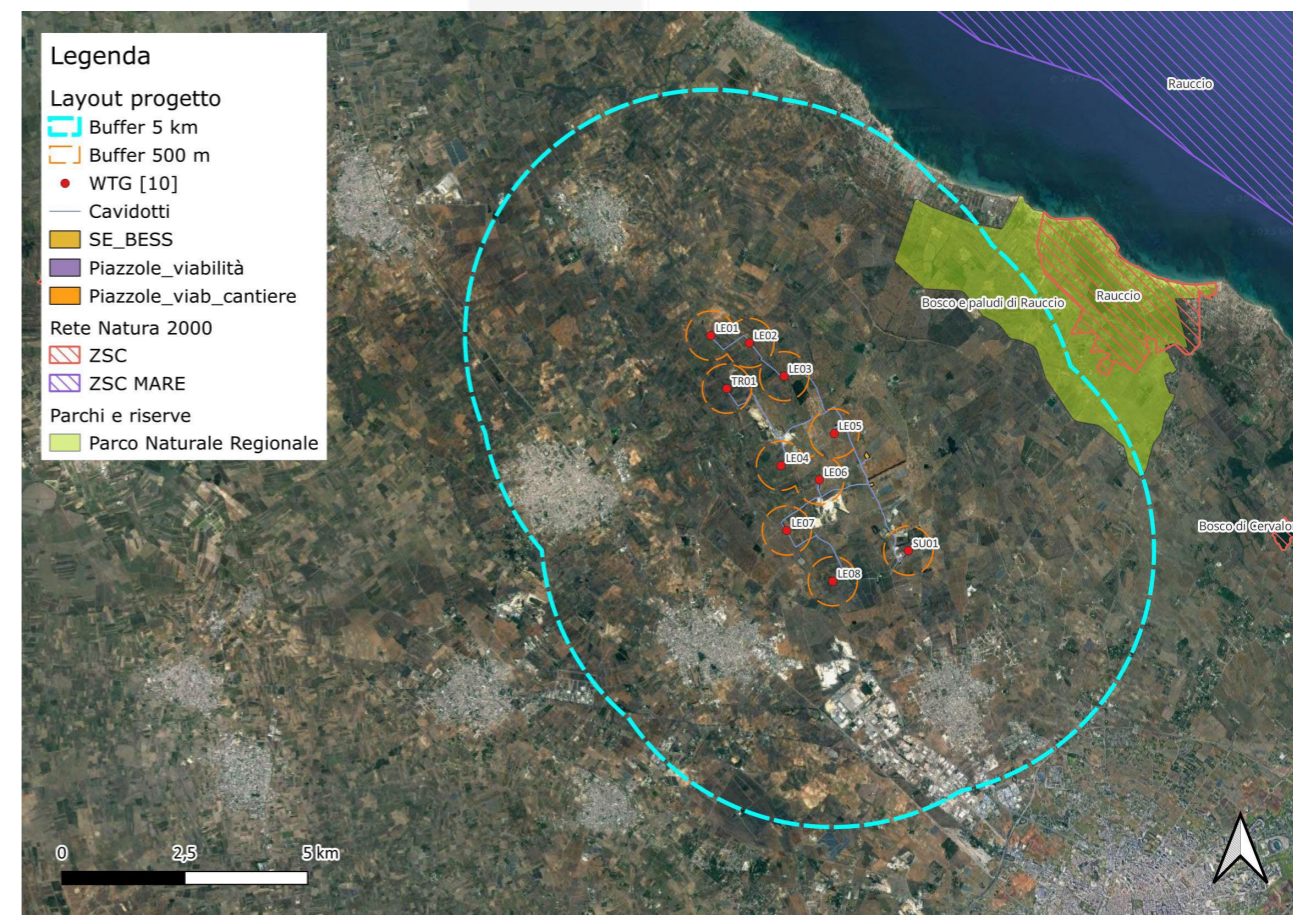 Legenda
Layout progetto
Buffer 5 km
Buffer 500 m
WTG [10]
Cavidotti
SE_BESS
Piazzole_viabilità
Piazzole_viab_cantiere
Rete Natura 2000
ZSC
ZSC MARE
Parchi e riserve
Parco Naturale Regionale
Rauccio
Bosco e paludi di Rauccio
Rauccio
LE01
LE02
LE03
TR01
LE05
LE04
LE06
LE07
SU01
LE08
Bosco di Cervalo
0 2,5 5 km